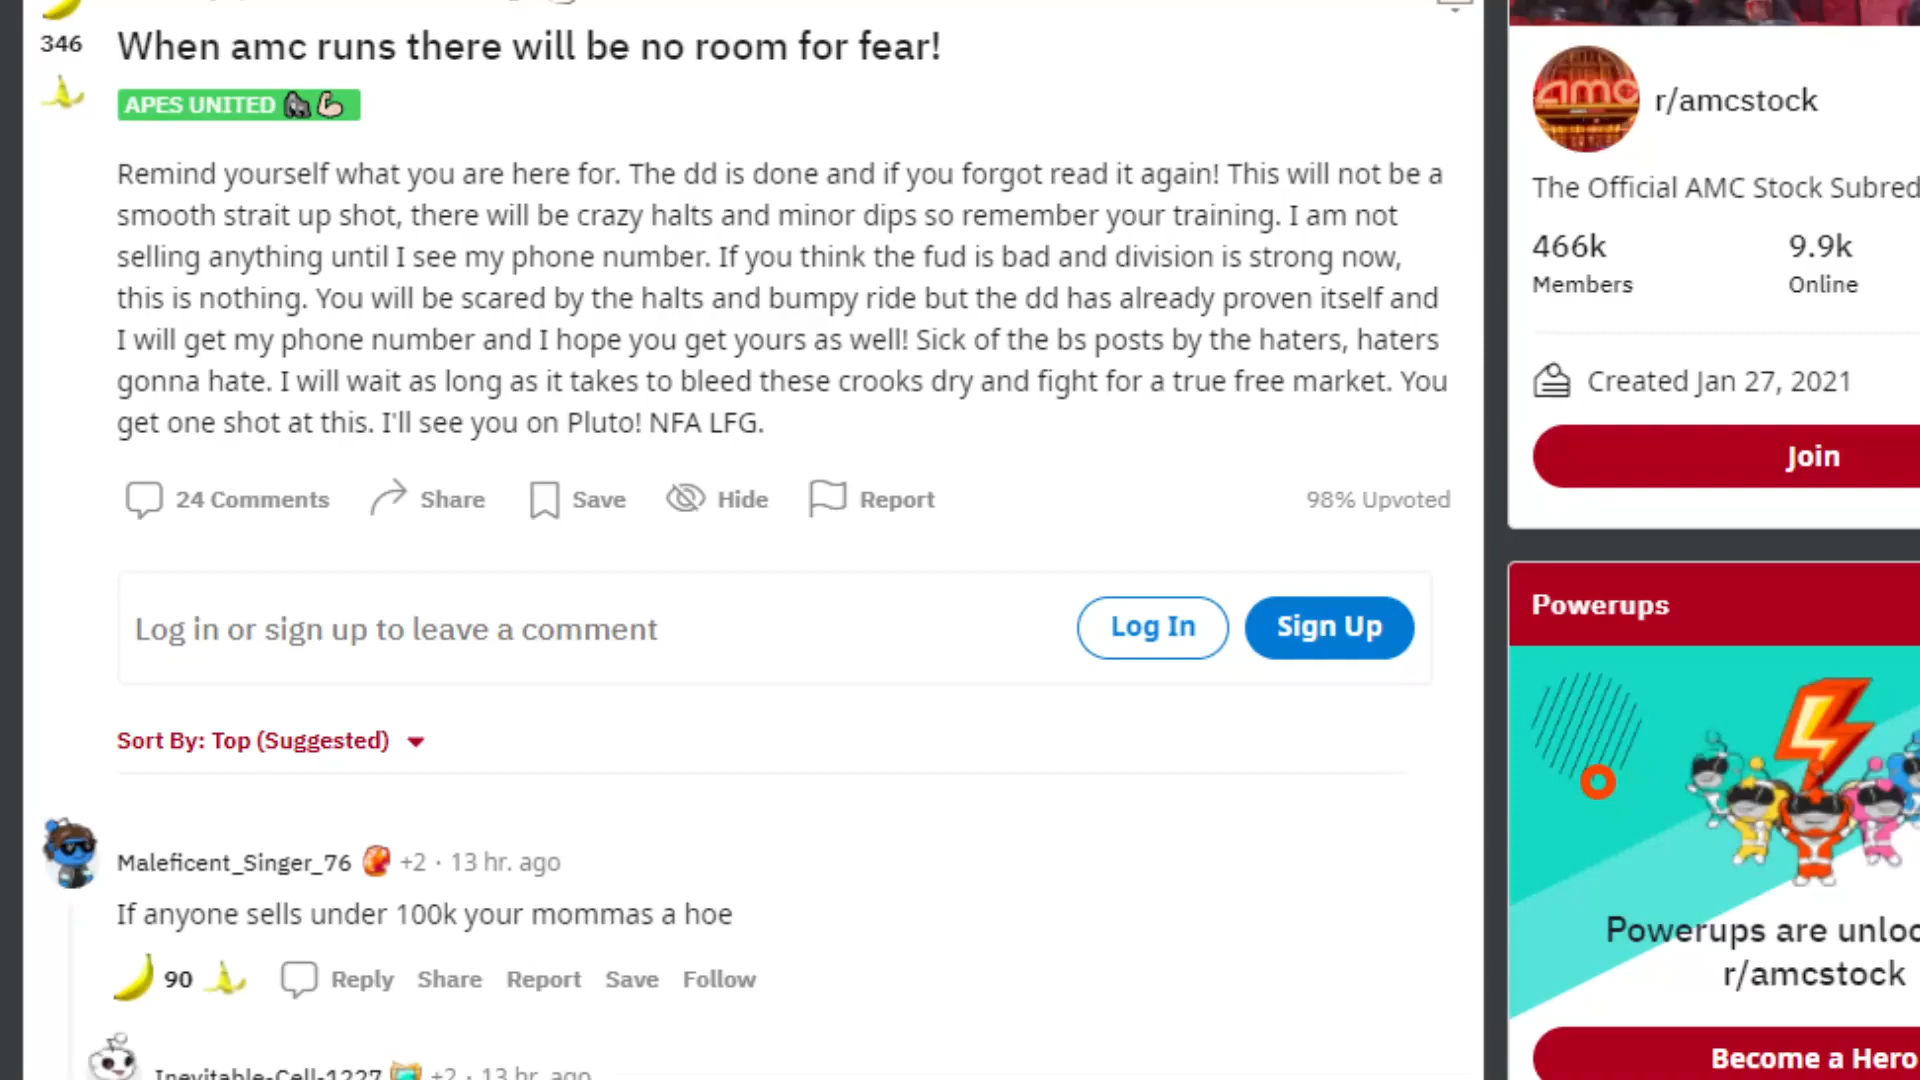 346
When amc runs there will be no room for fear!
APES UNITED
Remind yourself what you are here for. The dd is done and if you forgot read it again! This will not be a
smooth strait up shot, there will be crazy halts and minor dips so remember your training. I am not
selling anything until I see my phone number. If you think the fud is bad and division is strong now,
this is nothing. You will be scared by the halts and bumpy ride but the dd has already proven itself and
I will get my phone number and I hope you get yours as well! Sick of the bs posts by the haters, haters
gonna hate. I will wait as long as it takes to bleed these crooks dry and fight for a true free market. You
get one shot at this. I'll see you on Pluto! NFA LFG.
24 Comments Share Save Hide Report 98% Upvoted
Log in or sign up to leave a comment Log In Sign Up
Sort By: Top (Suggested)
Maleficent_Singer_76 +2 · 13 hr. ago
If anyone sells under 100k your mommas a hoe
90 Reply Share Report Save Follow
Inevitable-Cell-1227 +2 · 13 hr. ago
amc
r/amcstock
The Official AMC Stock Subred
466k 9.9k
Members Online
Created Jan 27, 2021
Join
Powerups
Powerups are unloc
r/amcstock
Become a Hero